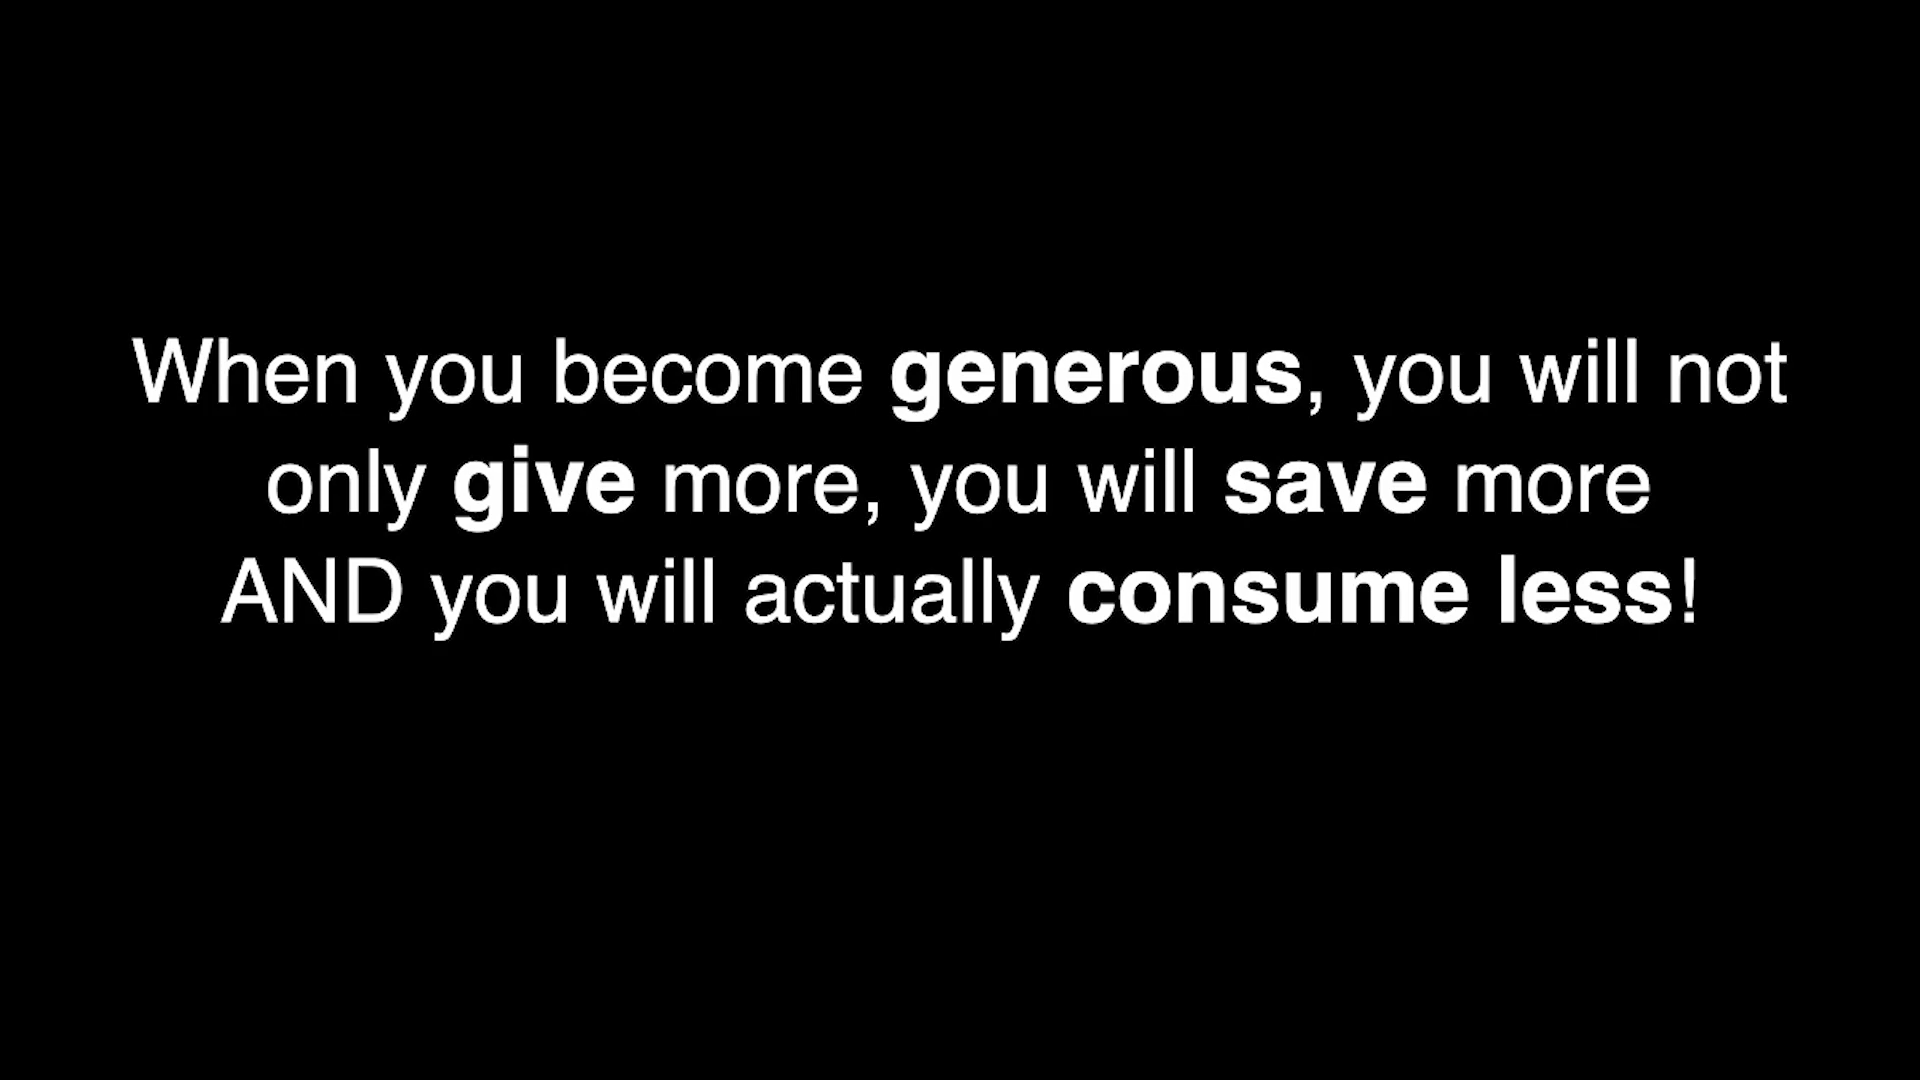 When you become generous, you will not
only give more, you will save more
AND you will actually consume less!